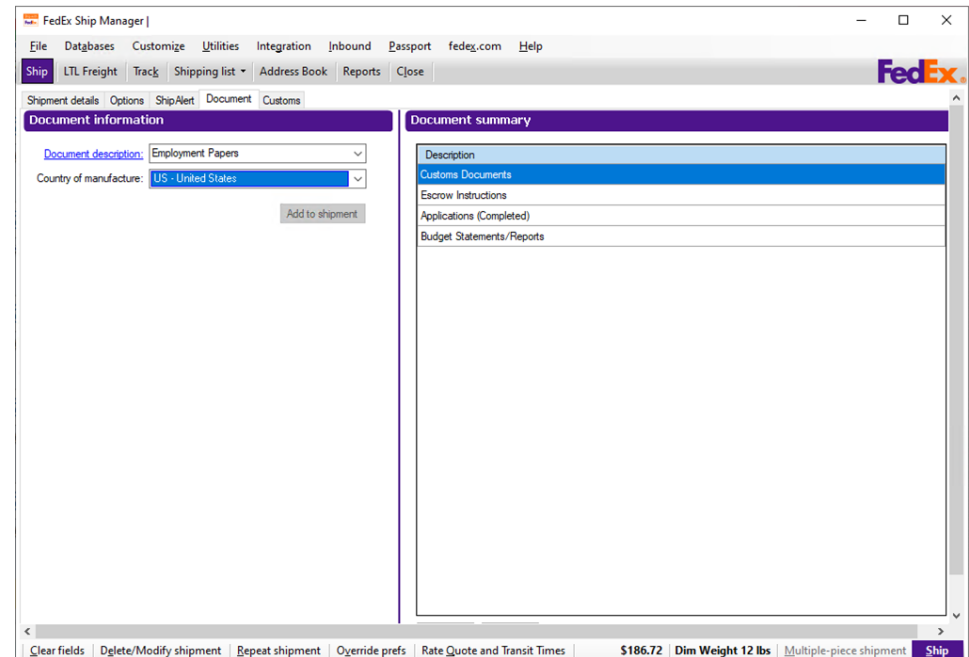 FedEx Ship Manager |
File Databases Customize Utilities Integration Inbound Passport fedex.com Help
Ship LTL Freight Track Shipping list Address Book Reports Close
FedEx.
Shipment details Options ShipAlert Document Customs
Document information
Document description: Employment Papers
Country of manufacture: US - United States
Add to shipment
Document summary
Description
Customs Documents
Escrow Instructions
Applications (Completed)
Budget Statements/Reports
Clear fields Delete/Modify shipment Repeat shipment Override prefs Rate Quote and Transit Times $186.72 Dim Weight 12 lbs Multiple-piece shipment Ship